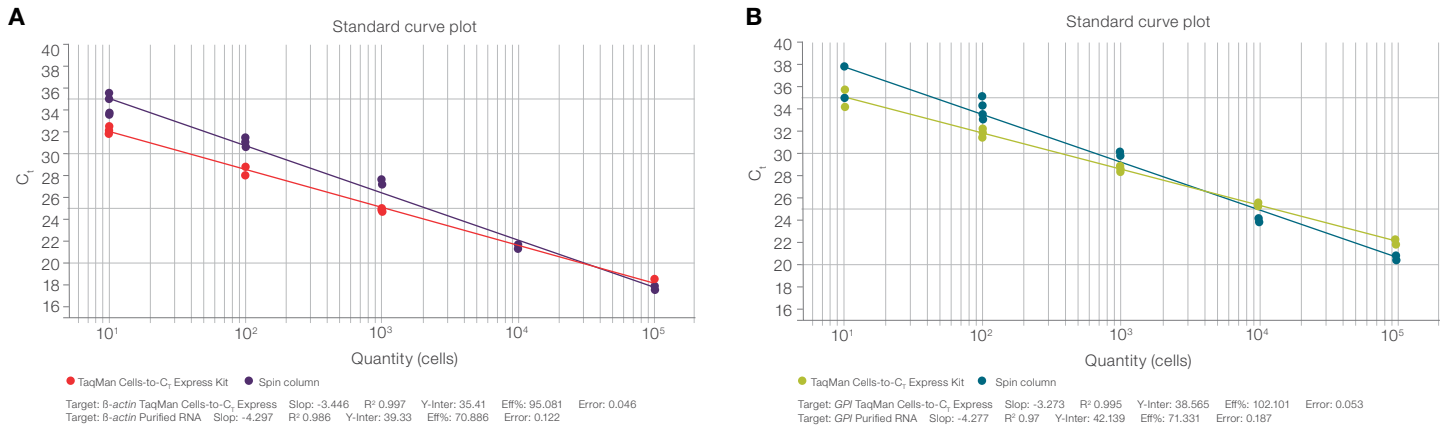 A
Standard curve plot
40
38
36
34
32
30
28
26
24
22
20
18
16
Cₜ
10¹ 10² 10³ 10⁴ 10⁵
Quantity (cells)
TaqMan Cells-to-C_T Express Kit Spin column
Target: ß-actin TaqMan Cells-to-C_T Express Slop: -3.446 R² 0.997 Y-Inter: 35.41 Eff%: 95.081 Error: 0.046
Target: ß-actin Purified RNA Slop: -4.297 R² 0.986 Y-Inter: 39.33 Eff%: 70.886 Error: 0.122
B
Standard curve plot
40
38
36
34
32
30
28
26
24
22
20
18
16
Cₜ
10¹ 10² 10³ 10⁴ 10⁵
Quantity (cells)
TaqMan Cells-to-C_T Express Kit Spin column
Target: GPI TaqMan Cells-to-C_T Express Slop: -3.273 R² 0.995 Y-Inter: 38.565 Eff%: 102.101 Error: 0.053
Target: GPI Purified RNA Slop: -4.277 R² 0.97 Y-Inter: 42.139 Eff%: 71.331 Error: 0.187